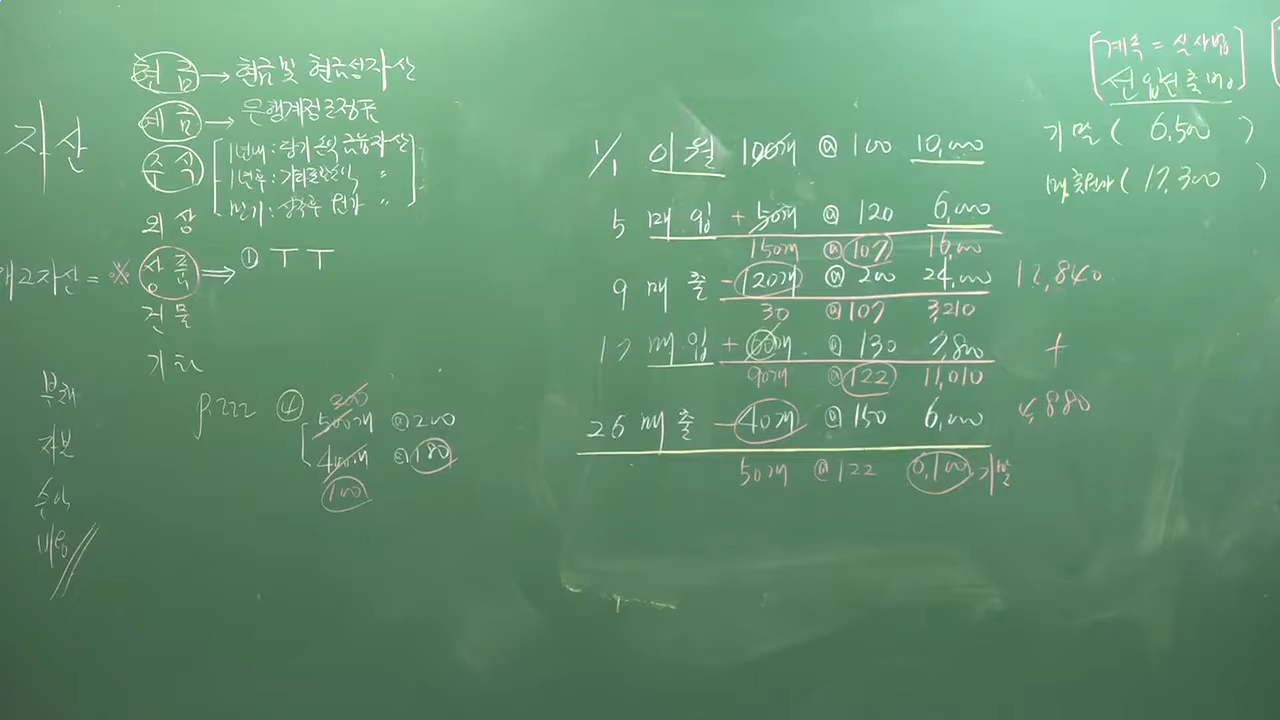 자산
현금 → 현금 및 현금성자산
예금 → 은행계정조정표
주식
1년내 : 당기손익 금융자산
1년후 : 기타포괄손익 〃
만기 : 상각후 원가 〃
외상
재고자산 = ※ 상품 ⇒ ① T T
건물
기타
부채
자본
수익
비용
P.222 ④
300
500개 @200
400개 @180
100
1/1 이월 100개 @ 100 10,000
5 매입 + 50개 @ 120 6,000
150개 @ 107 16,000
9 매출 - 120개 @ 200 24,000 12,840
30 @ 107 3,210
17 매입 + 60개 @ 130 7,800 +
90개 @ 122 11,010
26 매출 - 40개 @ 150 6,000 4,880
50개 @ 122 6,100 기말
계속 = 실사법
선입선출법
기말 ( 6,500 )
매출원가 ( 17,300 )